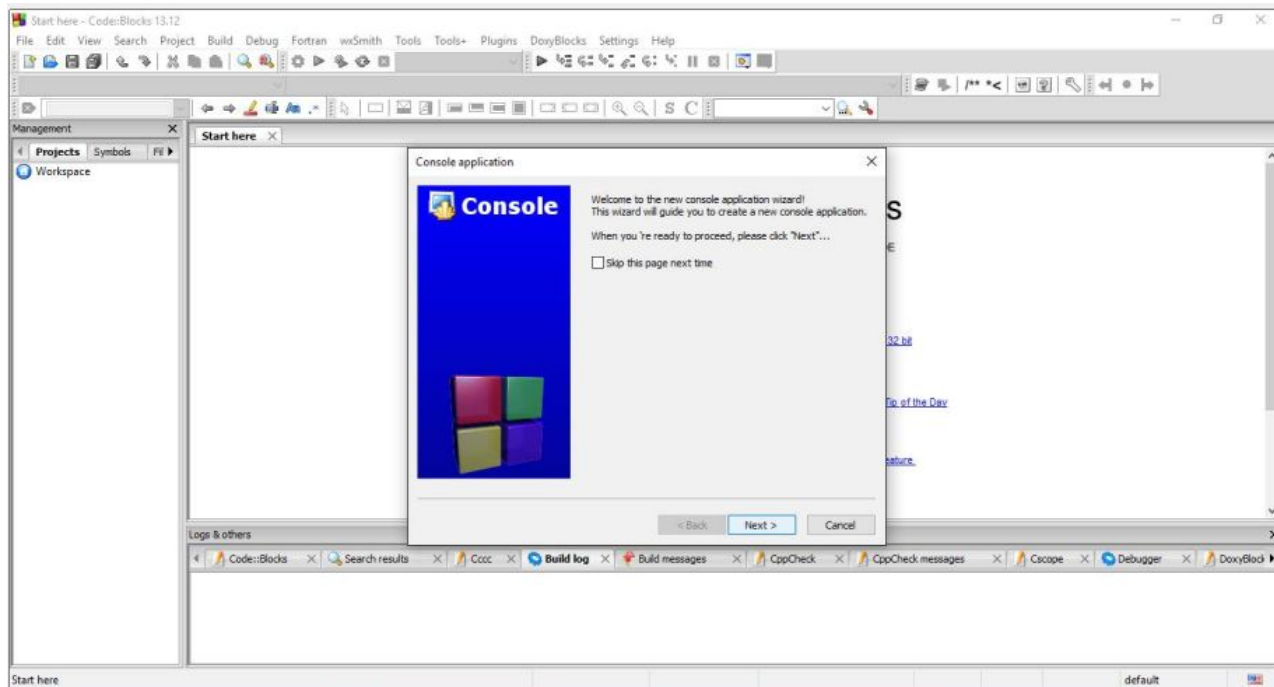 Start here - Code::Blocks 13.12
File Edit View Search Project Build Debug Fortran wxSmith Tools Tools+ Plugins DoxyBlocks Settings Help
/** *<
S C
Management
Start here
Projects Symbols
Workspace
Console application
Console
Welcome to the new console application wizard!
This wizard will guide you to create a new console application.
When you 're ready to proceed, please click "Next"...
Skip this page next time
s
E
32 bit
Tip of the Day
eature
< Back Next > Cancel
Logs & others
Code::Blocks Search results Cccc Build log Build messages CppCheck CppCheck messages Cscope Debugger DoxyBlock
Start here default